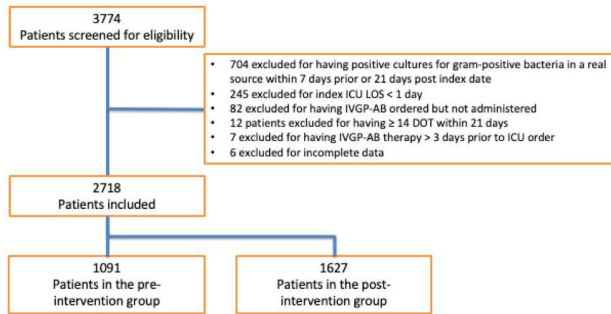 3774
Patients screened for eligibility
• 704 excluded for having positive cultures for gram-positive bacteria in a real
source within 7 days prior or 21 days post index date
• 245 excluded for index ICU LOS < 1 day
• 82 excluded for having IVGP-AB ordered but not administered
• 12 patients excluded for having ≥ 14 DOT within 21 days
• 7 excluded for having IVGP-AB therapy > 3 days prior to ICU order
• 6 excluded for incomplete data
2718
Patients included
1091
Patients in the pre-
intervention group
1627
Patients in the post-
intervention group